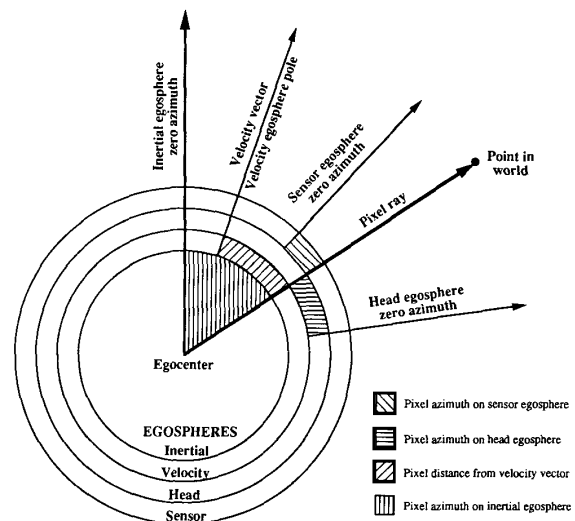 Inertial egosphere
zero azimuth
Velocity vector
Velocity egosphere pole
Sensor egosphere
zero azimuth
Point in
world
Pixel ray
Head egosphere
zero azimuth
Egocenter
EGOSPHERES
Inertial
Velocity
Head
Sensor
Pixel azimuth on sensor egosphere
Pixel azimuth on head egosphere
Pixel distance from velocity vector
Pixel azimuth on inertial egosphere